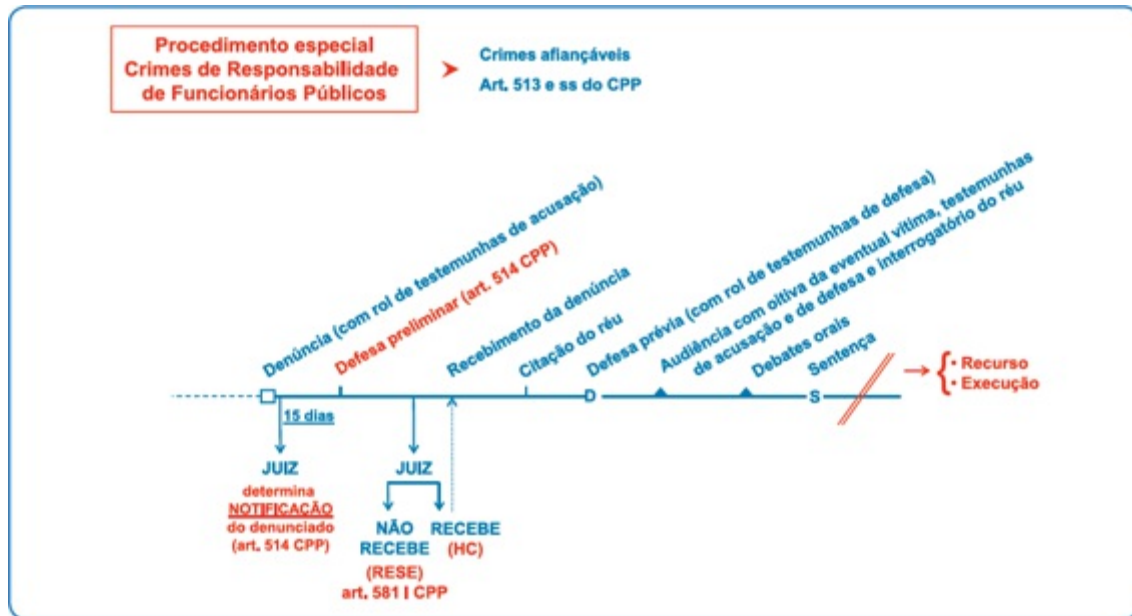 Procedimento especial
Crimes de Responsabilidade
de Funcionários Públicos
Crimes afiançáveis
Art. 513 e ss do CPP
Denúncia (com rol de testemunhas de acusação)
Defesa preliminar (art. 514 CPP)
Recebimento da denúncia
Citação do réu
Defesa prévia (com rol de testemunhas de defesa)
Audiência com oitiva da eventual vítima, testemunhas
de acusação e de defesa e interrogatório do réu
Debates orais
Sentença
• Recurso
• Execução
D
S
15 dias
JUIZ
determina
NOTIFICAÇÃO
do denunciado
(art. 514 CPP)
JUIZ
NÃO
RECEBE
(RESE)
art. 581 I CPP
RECEBE
(HC)